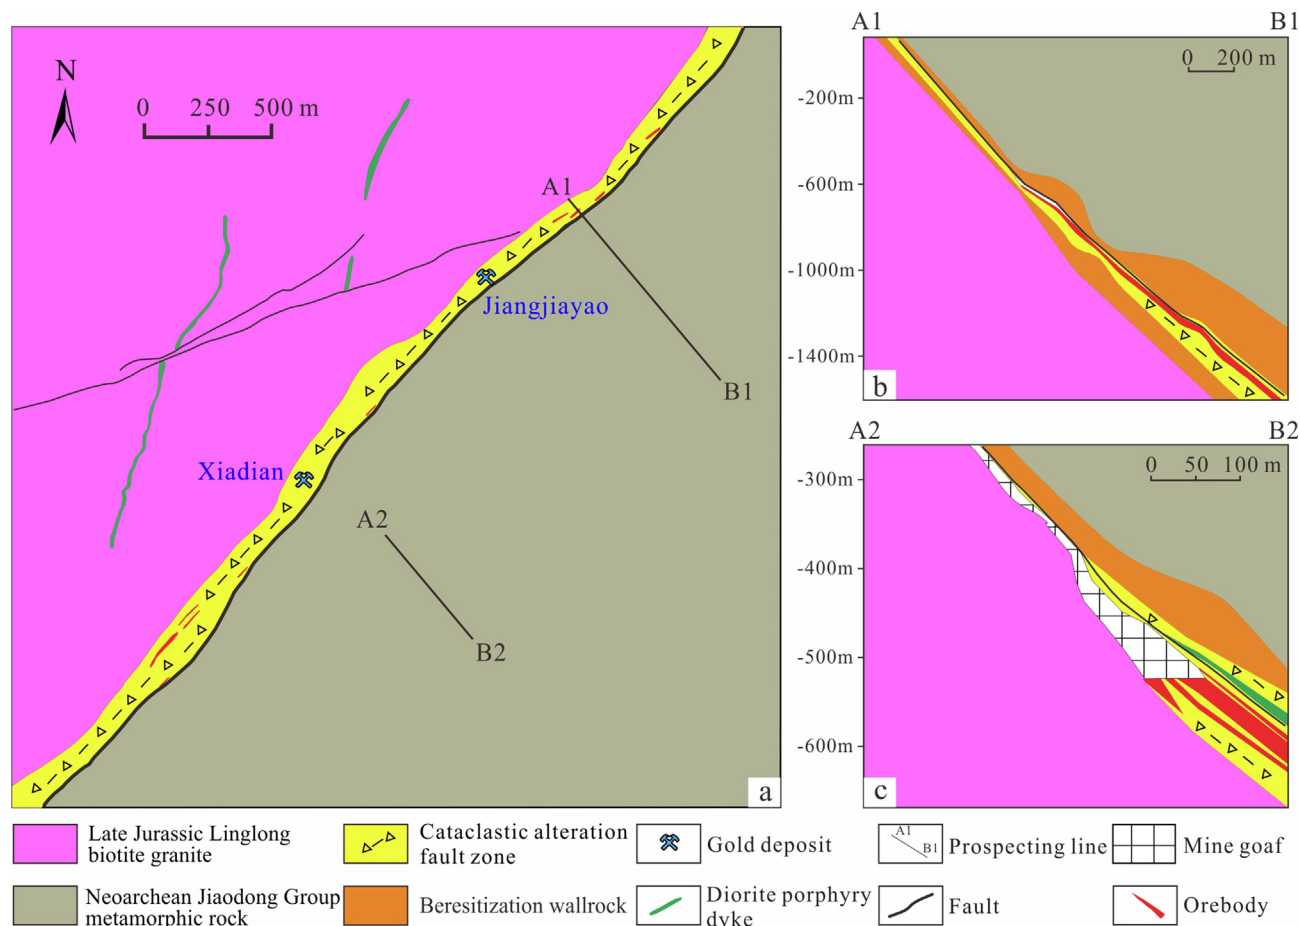 N
0 250 500 m
A1
Jiangjiayao
B1
Xiadian
A2
B2
a
A1 B1
0 200 m
-200m
-600m
-1000m
-1400m
b
A2 B2
0 50 100 m
-300m
-400m
-500m
-600m
c
Late Jurassic Linglong
biotite granite
Cataclastic alteration
fault zone
Gold deposit
A1
B1
Prospecting line
Mine goaf
Neoarchean Jiaodong Group
metamorphic rock
Beresitization wallrock
Diorite porphyry
dyke
Fault
Orebody